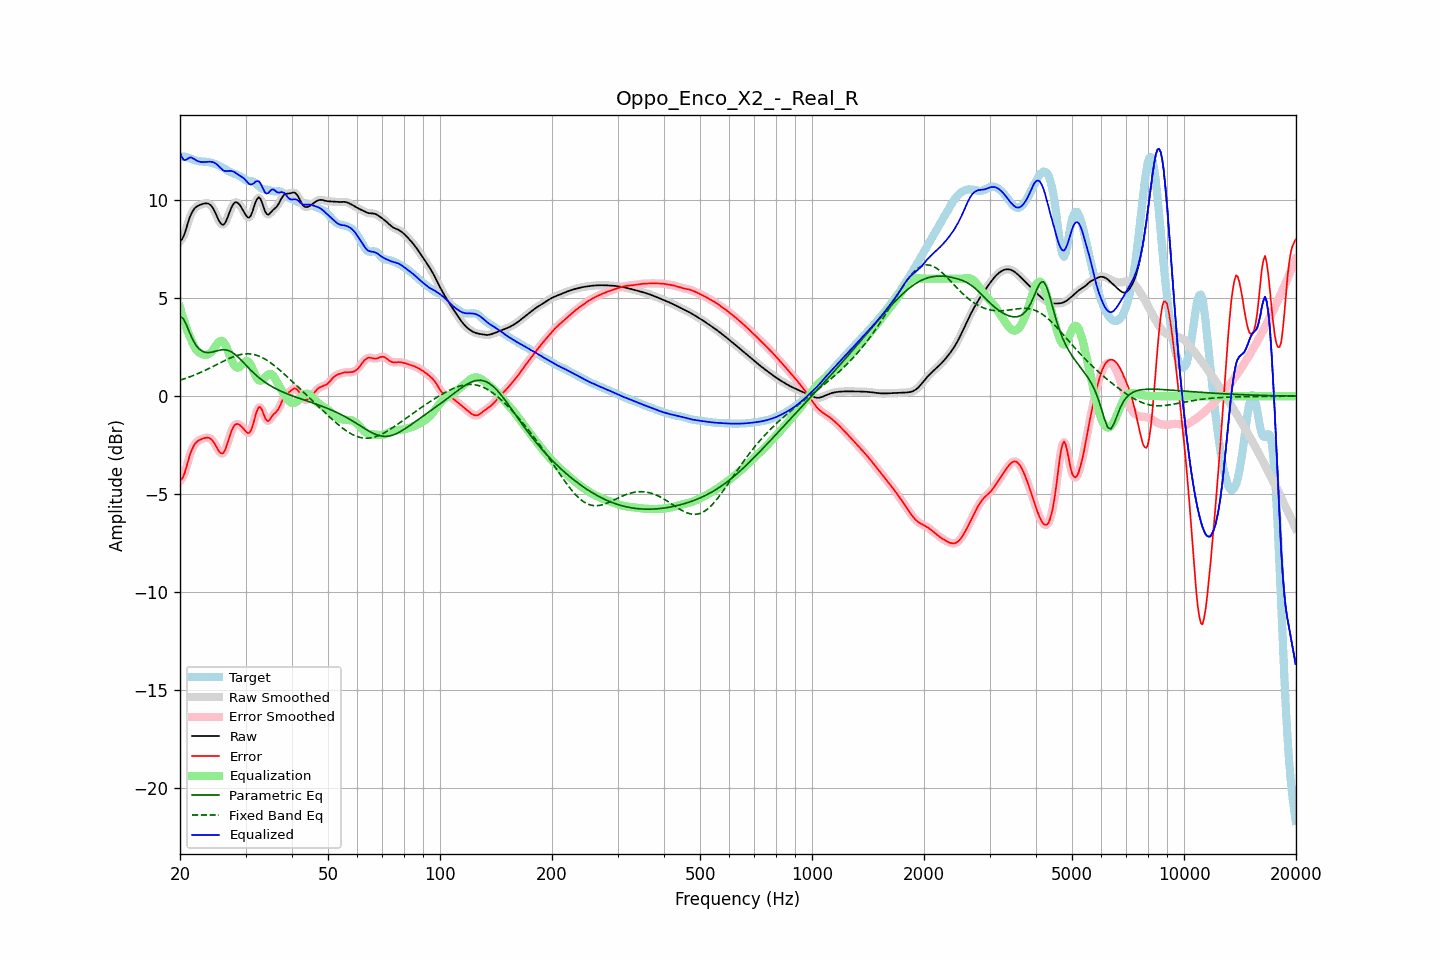 Oppo_Enco_X2_-_Real_R
Amplitude (dBr)
10
5
0
−5
−10
−15
−20
Target
Raw Smoothed
Error Smoothed
Raw
Error
Equalization
Parametric Eq
Fixed Band Eq
Equalized
20 50 100 200 500 1000 2000 5000 10000 20000
Frequency (Hz)